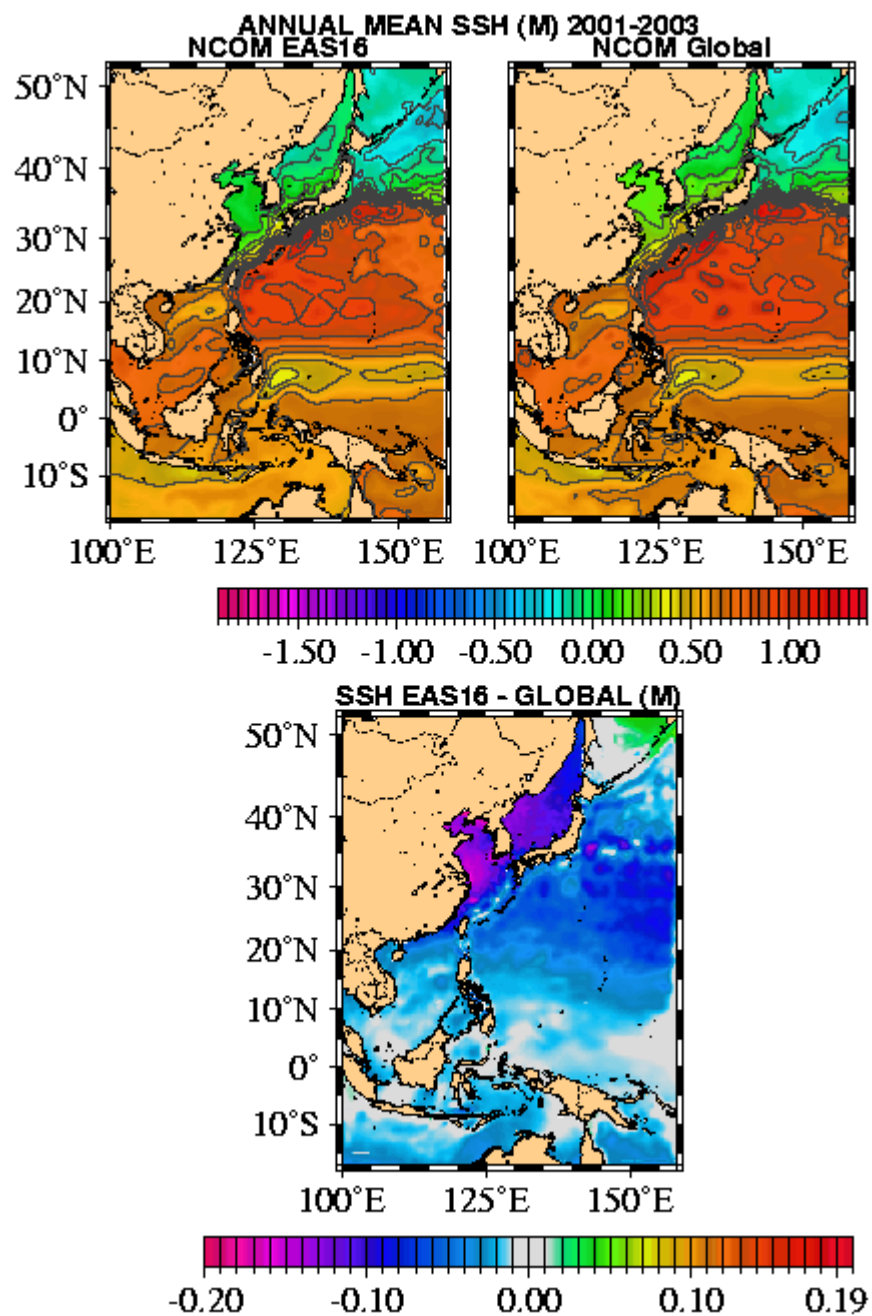 ANNUAL MEAN SSH (M) 2001-2003
NCOM EAS16 NCOM Global
50°N 50°N
40°N 40°N
30°N 30°N
20°N 20°N
10°N 10°N
0° 0°
10°S 10°S
100°E 125°E 150°E 100°E 125°E 150°E
-1.50 -1.00 -0.50 0.00 0.50 1.00
SSH EAS16 - GLOBAL (M)
50°N
40°N
30°N
20°N
10°N
0°
10°S
100°E 125°E 150°E
-0.20 -0.10 0.00 0.10 0.19